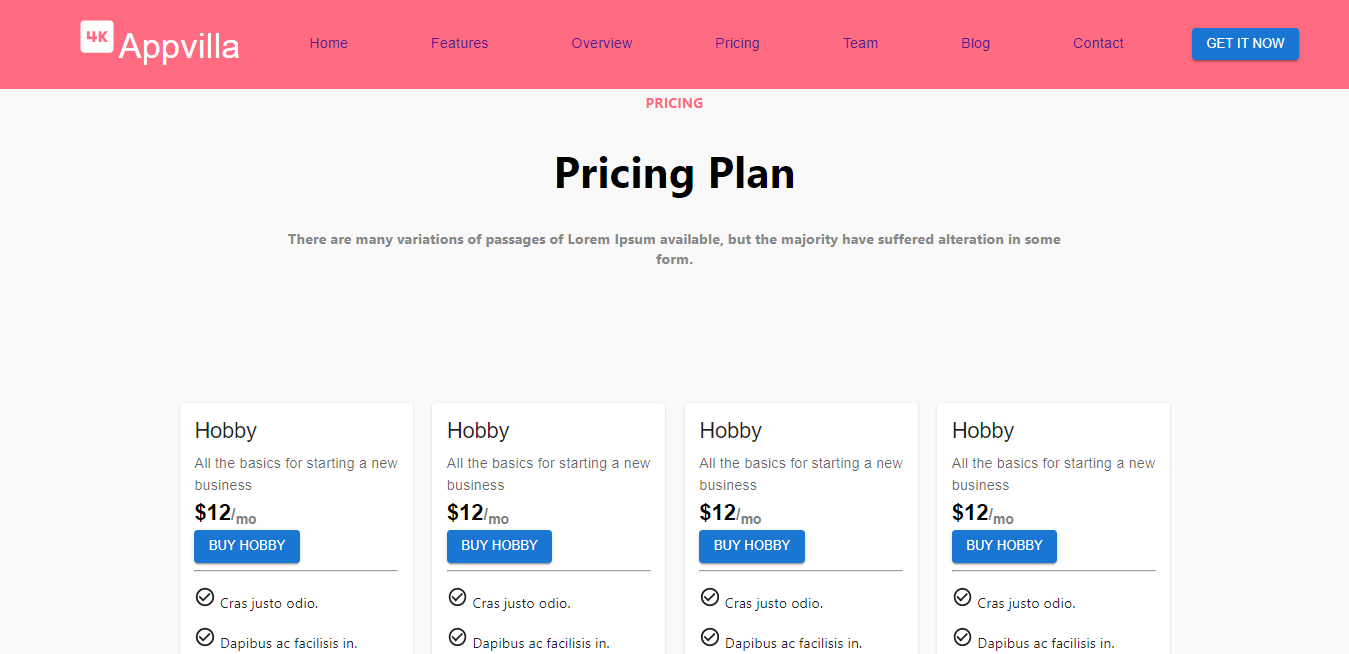 4K Appvilla Home Features Overview Pricing Team Blog Contact GET IT NOW
PRICING
Pricing Plan
There are many variations of passages of Lorem Ipsum available, but the majority have suffered alteration in some
form.
Hobby
All the basics for starting a new
business
$12/mo
BUY HOBBY
Cras justo odio.
Dapibus ac facilisis in.
Hobby
All the basics for starting a new
business
$12/mo
BUY HOBBY
Cras justo odio.
Dapibus ac facilisis in.
Hobby
All the basics for starting a new
business
$12/mo
BUY HOBBY
Cras justo odio.
Dapibus ac facilisis in.
Hobby
All the basics for starting a new
business
$12/mo
BUY HOBBY
Cras justo odio.
Dapibus ac facilisis in.